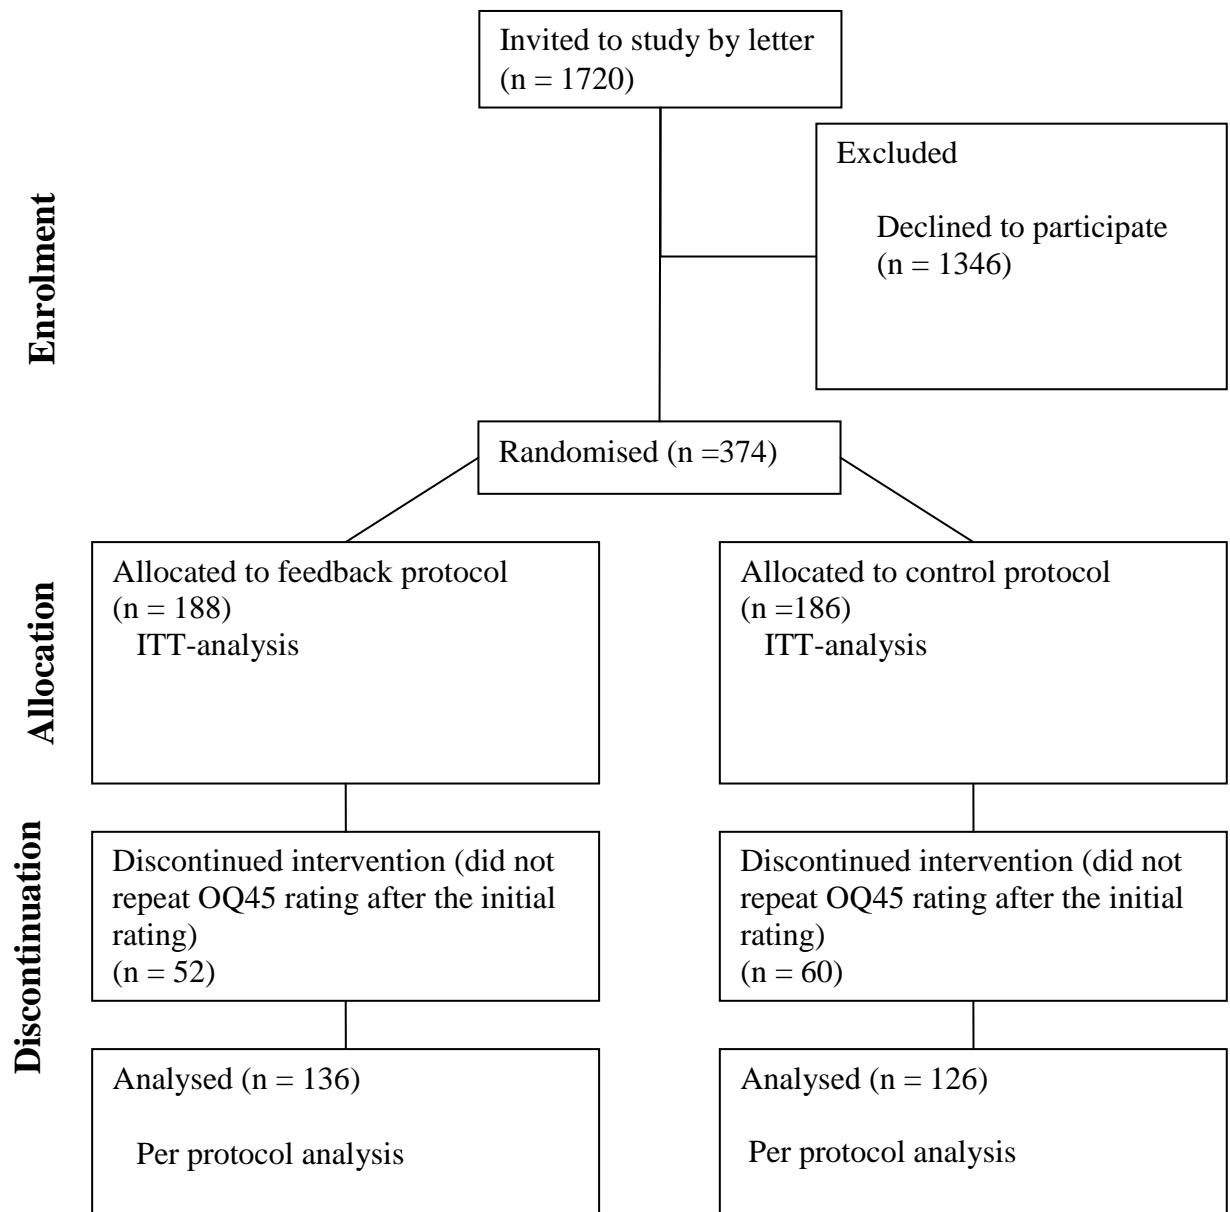 Invited to study by letter
(n = 1720)
Excluded
Declined to participate
(n = 1346)
Enrolment
Randomised (n =374)
Allocation
Allocated to feedback protocol
(n = 188)
ITT-analysis
Allocated to control protocol
(n =186)
ITT-analysis
Discontinuation
Discontinued intervention (did not
repeat OQ45 rating after the initial
rating)
(n = 52)
Discontinued intervention (did not
repeat OQ45 rating after the initial
rating)
(n = 60)
Analysed (n = 136)
Per protocol analysis
Analysed (n = 126)
Per protocol analysis